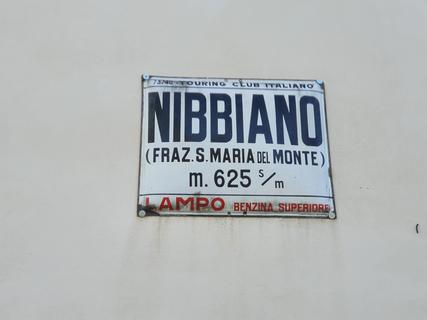 TOURING CLUB ITALIANO
NIBBIANO
(FRAZ. S. MARIA DEL MONTE)
m. 625 s/m
LAMPO BENZINA SUPERIORE